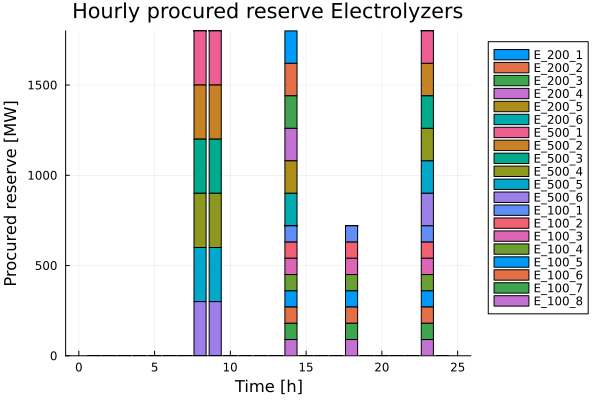 Hourly procured reserve Electrolyzers
Procured reserve [MW]
1500
1000
500
0
0 5 10 15 20 25
Time [h]
E_200_1
E_200_2
E_200_3
E_200_4
E_200_5
E_200_6
E_500_1
E_500_2
E_500_3
E_500_4
E_500_5
E_500_6
E_100_1
E_100_2
E_100_3
E_100_4
E_100_5
E_100_6
E_100_7
E_100_8